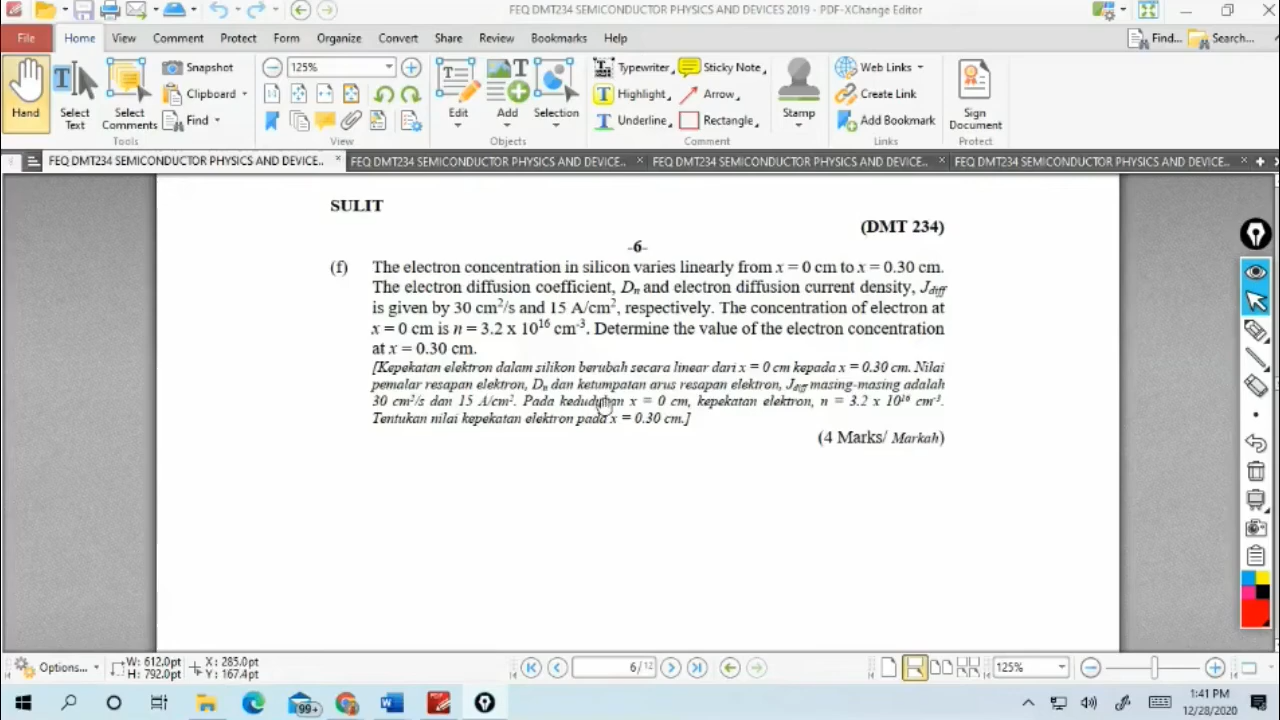 FEQ DMT234 SEMICONDUCTOR PHYSICS AND DEVICES 2019 - PDF-XChange Editor
File Home View Comment Protect Form Organize Convert Share Review Bookmarks Help Find... Search...
Hand
Select Text
Select Comments
Snapshot
Clipboard
Find
Tools
125%
View
Edit
Add
Selection
Objects
Typewriter
Highlight
Underline
Sticky Note
Arrow
Rectangle
Stamp
Comment
Web Links
Create Link
Add Bookmark
Links
Sign Document
Protect
FEQ DMT234 SEMICONDUCTOR PHYSICS AND DEVICE.. FEQ DMT234 SEMICONDUCTOR PHYSICS AND DEVICE.. FEQ DMT234 SEMICONDUCTOR PHYSICS AND DEVICE.. FEQ DMT234 SEMICONDUCTOR PHYSICS AND DEVICE..
SULIT
(DMT 234)
-6-
(f) The electron concentration in silicon varies linearly from x = 0 cm to x = 0.30 cm.
The electron diffusion coefficient, Dₙ and electron diffusion current density, J_diff
is given by 30 cm²/s and 15 A/cm², respectively. The concentration of electron at
x = 0 cm is n = 3.2 x 10¹⁶ cm⁻³. Determine the value of the electron concentration
at x = 0.30 cm.
[Kepekatan elektron dalam silikon berubah secara linear dari x = 0 cm kepada x = 0.30 cm. Nilai
pemalar resapan elektron, Dₙ dan ketumpatan arus resapan elektron, J_diff masing-masing adalah
30 cm²/s dan 15 A/cm². Pada kedudukan x = 0 cm, kepekatan elektron, n = 3.2 x 10¹⁶ cm⁻³.
Tentukan nilai kepekatan elektron pada x = 0.30 cm.]
(4 Marks/ Markah)
Options...
W: 612.0pt
H: 792.0pt
X: 285.0pt
Y: 167.4pt
6 / 12
125%
99+
1:41 PM
12/28/2020